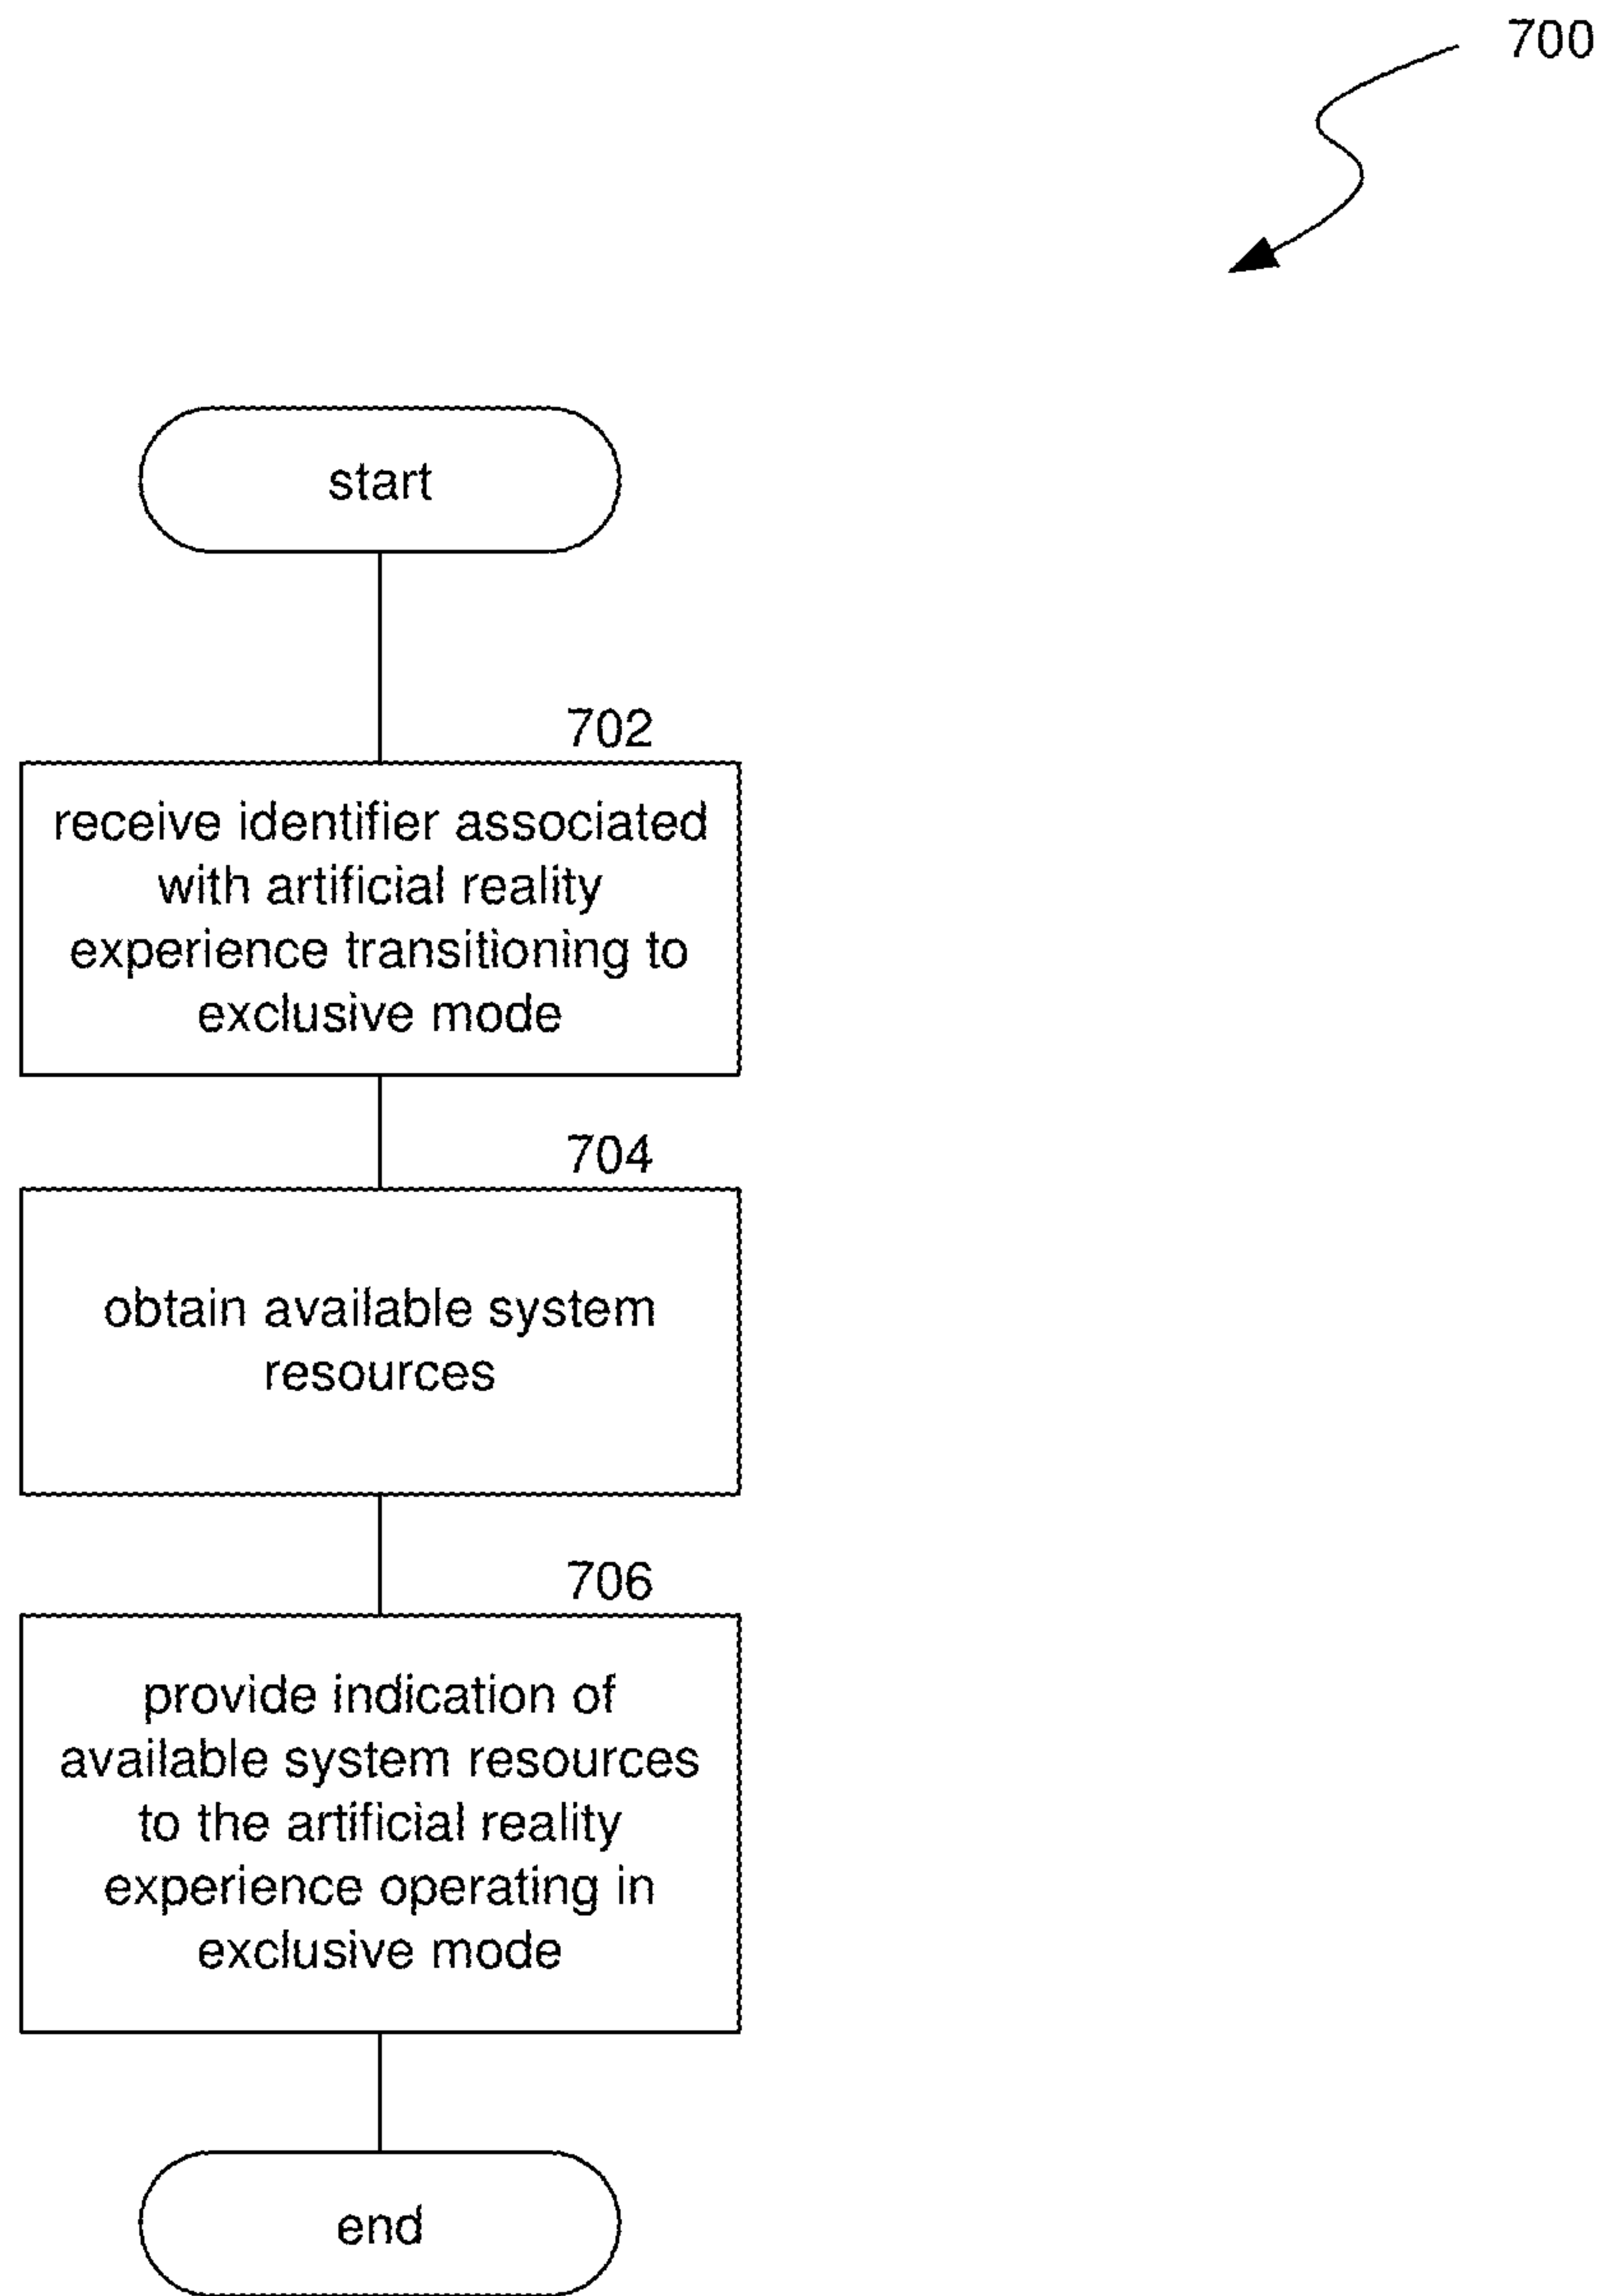 700
start
702
receive identifier associated
with artificial reality
experience transitioning to
exclusive mode
704
obtain available system
resources
706
provide indication of
available system resources
to the artificial reality
experience operating in
exclusive mode
end